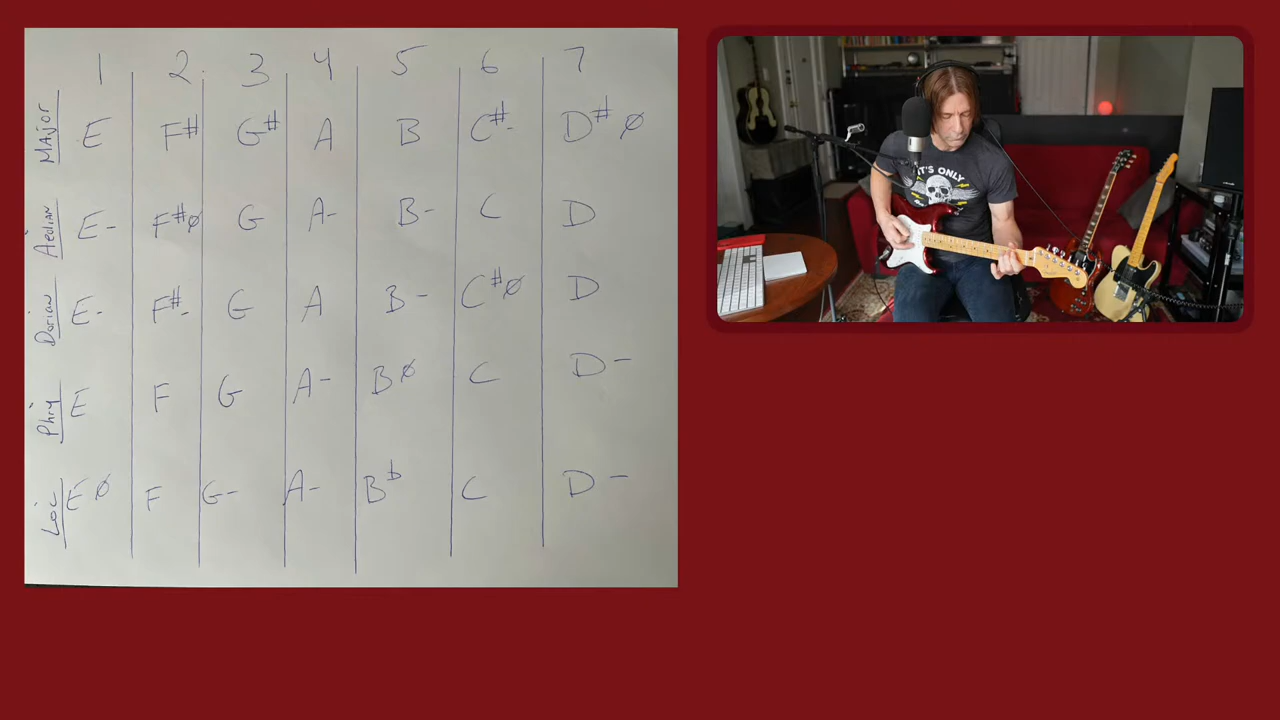 1 2 3 4 5 6 7
Major E F# G# A B C#- D#ø
Aeolian E- F#ø G A- B- C D
Dorian E- F#- G A B- C#ø D
Phry E F G A- Bø C D-
Loc Eø F G- A- Bb C D-
IT'S ONLY